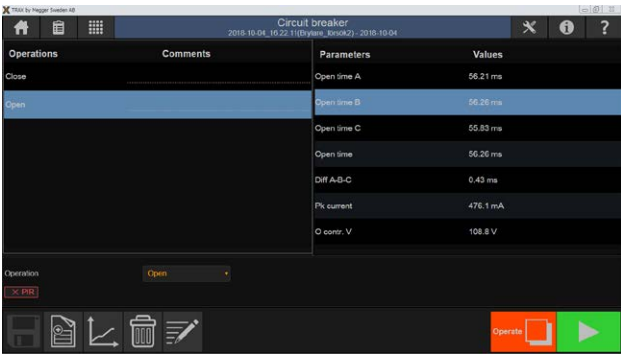 TRAX by Megger Sweden AB
Circuit breaker
2018-10-04_16.22.11(Brytare_försök2) - 2018-10-04
?
Operations Comments
Close
Open
Parameters Values
Open time A 56.21 ms
Open time B 56.26 ms
Open time C 55.83 ms
Open time 56.26 ms
Diff A-B-C 0.43 ms
Pk current 476.1 mA
O contr. V 108.8 V
Operation Open
× PIR
Operate